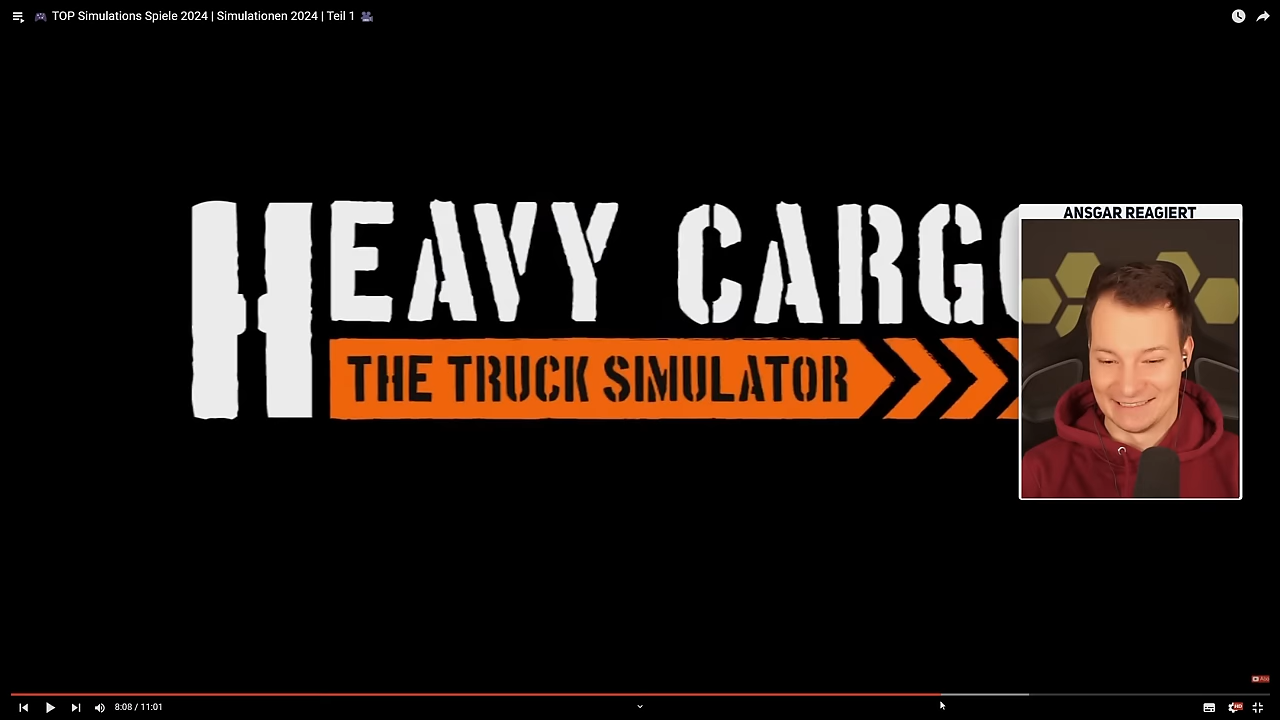 TOP Simulations Spiele 2024 | Simulationen 2024 | Teil 1
HEAVY CARGO
THE TRUCK SIMULATOR
ANSGAR REAGIERT
8:08 / 11:01
HD